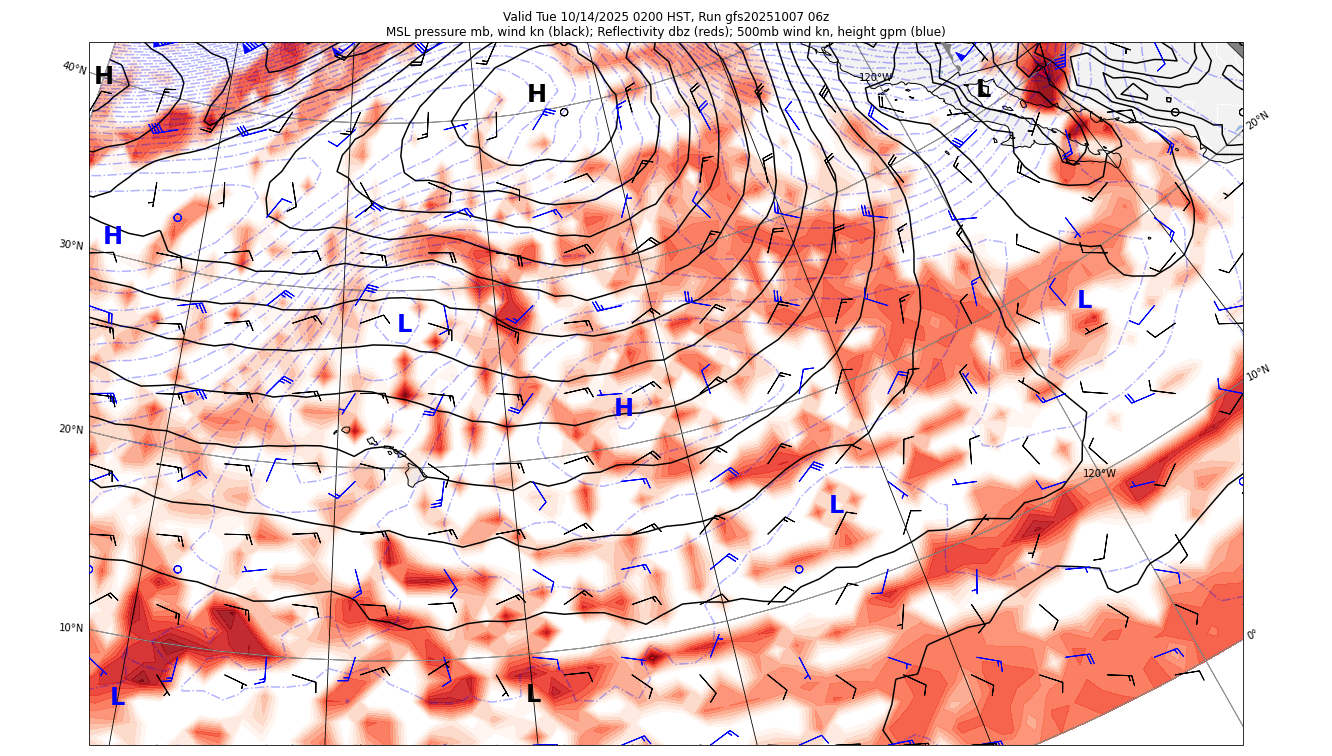 Valid Tue 10/14/2025 0200 HST, Run gfs20251007 06z
MSL pressure mb, wind kn (black); Reflectivity dbz (reds); 500mb wind kn, height gpm (blue)
40°N
H
H
120°W
L
20°N
30°N
H
L
L
10°N
H
20°N
120°W
L
10°N
0°
L
L